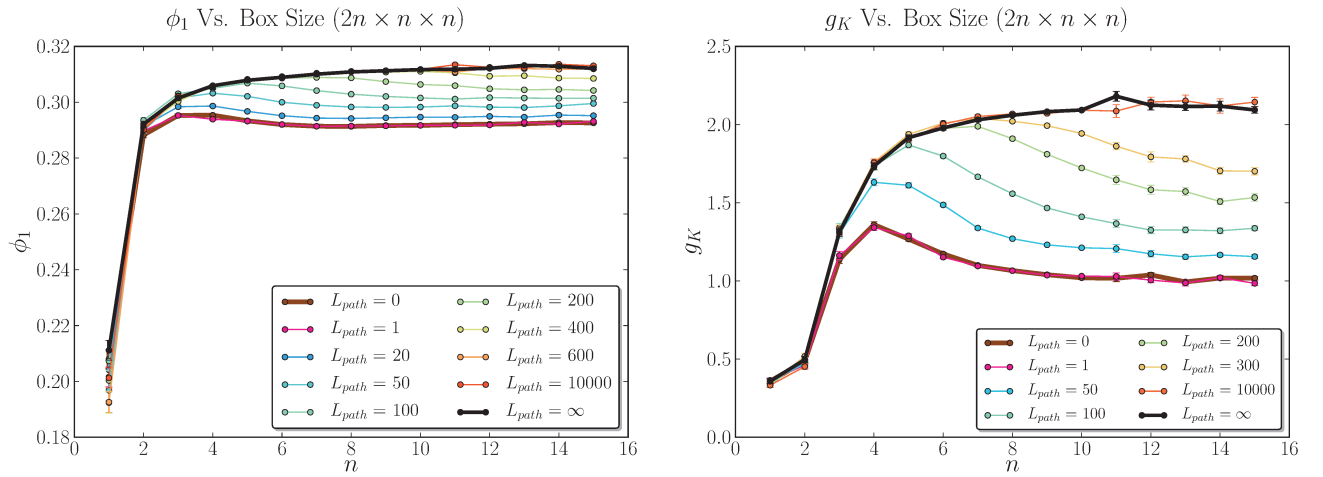 ϕ₁ Vs. Box Size (2n × n × n)
0.32
0.30
0.28
0.26
0.24
0.22
0.20
0.18
ϕ₁
0 2 4 6 8 10 12 14 16
n
L_path = 0
L_path = 1
L_path = 20
L_path = 50
L_path = 100
L_path = 200
L_path = 400
L_path = 600
L_path = 10000
L_path = ∞
g_K Vs. Box Size (2n × n × n)
2.5
2.0
1.5
1.0
0.5
0.0
g_K
0 2 4 6 8 10 12 14 16
n
L_path = 0
L_path = 1
L_path = 50
L_path = 100
L_path = 200
L_path = 300
L_path = 10000
L_path = ∞